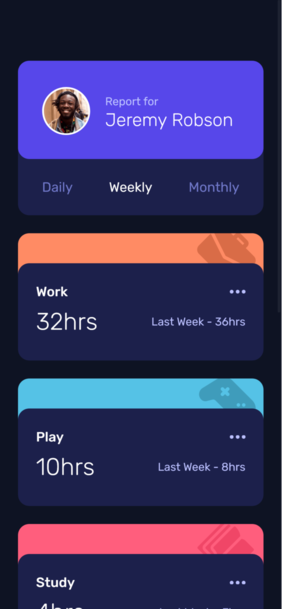 Report for
Jeremy Robson
Daily Weekly Monthly
Work
32hrs Last Week - 36hrs
Play
10hrs Last Week - 8hrs
Study